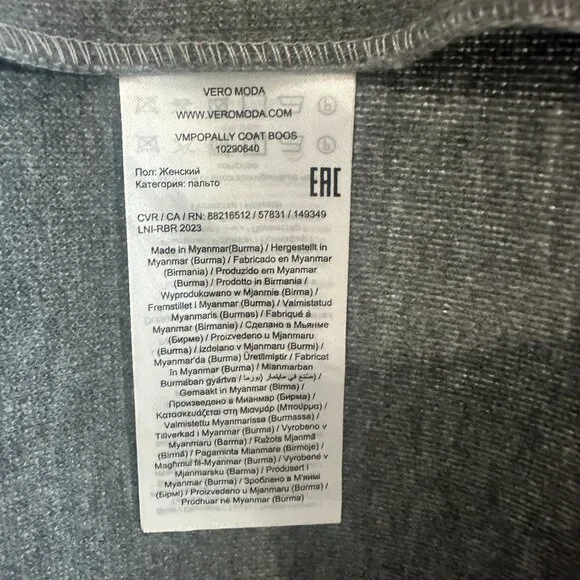 VERO MODA
WWW.VEROMODA.COM
VMPOPALLY COAT BOOS
10290640
Пол: Женский
Категория: пальто
EAC
CVR / CA / RN: 88216512 / 57831 / 149349
LNI-RBR 2023
Made in Myanmar(Burma) / Hergestellt in
Myanmar (Burma) / Fabricado en Myanmar
(Birmania) / Produzido em Myanmar
(Burma) / Prodotto in Birmania /
Wyprodukowano w Mjanmie (Birma) /
Fremstillet i Myanmar (Burma) / Valmistatud
Myanmaris (Burmas) / Fabriqué à
Myanmar (Birmanie) / Сделано в Мьянме
(Бирме) / Proizvedeno u Mjanmaru
(Burmi) / Izdelano v Mjanmaru (Burmi) /
Myanmar'da (Burma) Üretilmiştir / Fabricat
în Myanmar (Burma) / Mianmarban
Burmában gyártva / صُنع في ماينمار (بورما) /
Gemaakt in Myanmar (Birma) /
Произведено в Мианмар (Бирма) /
Κατασκευάζεται στη Μιανμάρ (Μπούρμα) /
Valmistettu Myanmarissa (Burmassa) /
Tillverkad i Myanmar (Burma) / Vyrobeno v
Myanmaru (Barma) / Ražots Mjanmā
(Birmā) / Pagaminta Mianmare (Birmoje) /
Magħmul fil-Myanmar (Burma) / Vyrobené v
Mjanmarsku (Barma) / Produsert i
Myanmar (Burma) / Зроблено в М'янмі
(Бірмі) / Proizvedeno u Mjanmaru (Burma) /
Prodhuar në Myanmar (Burma)